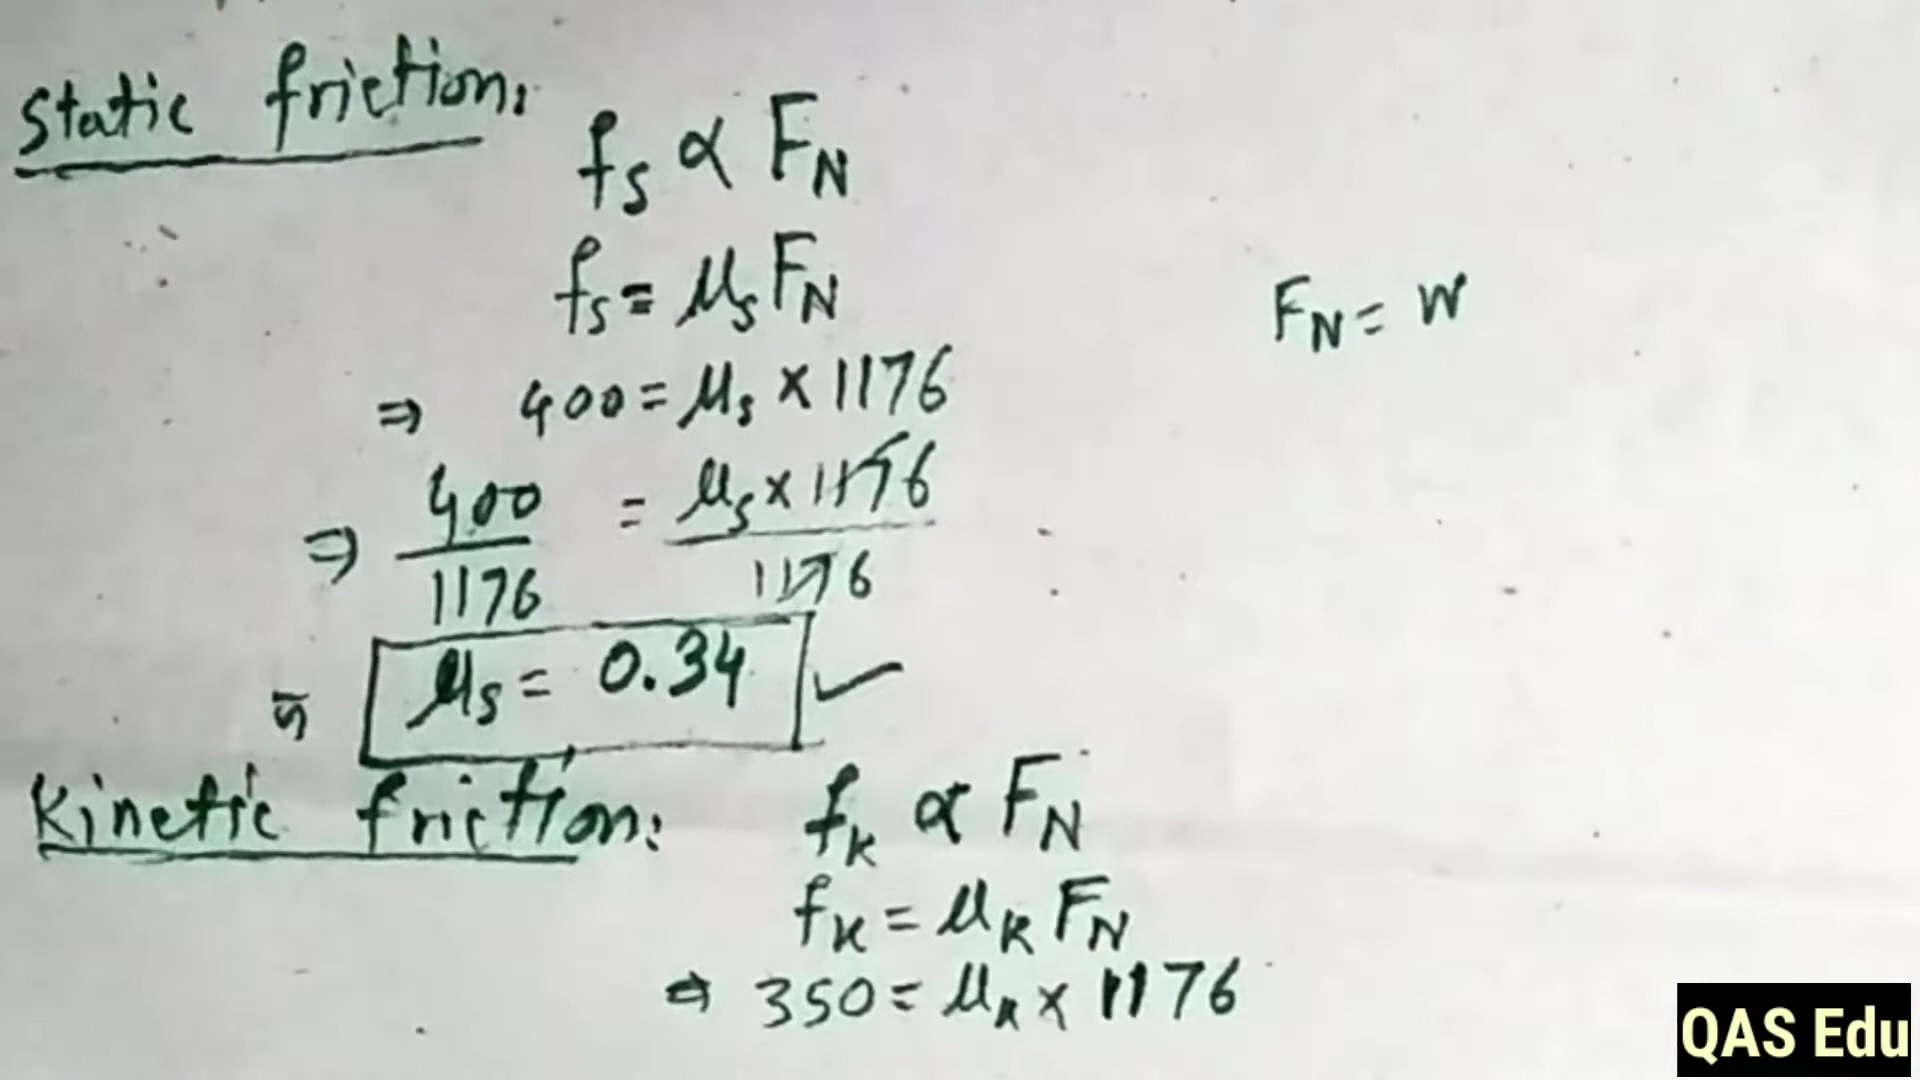 Static friction:
fs ∝ FN
fs = μs FN
FN = W
⇒ 400 = μs × 1176
⇒ 400/1176 = μs × 1176/1176
⇒ μs = 0.34 ✓
Kinetic friction:
fk ∝ FN
fk = μk FN
⇒ 350 = μk × 1176
QAS Edu